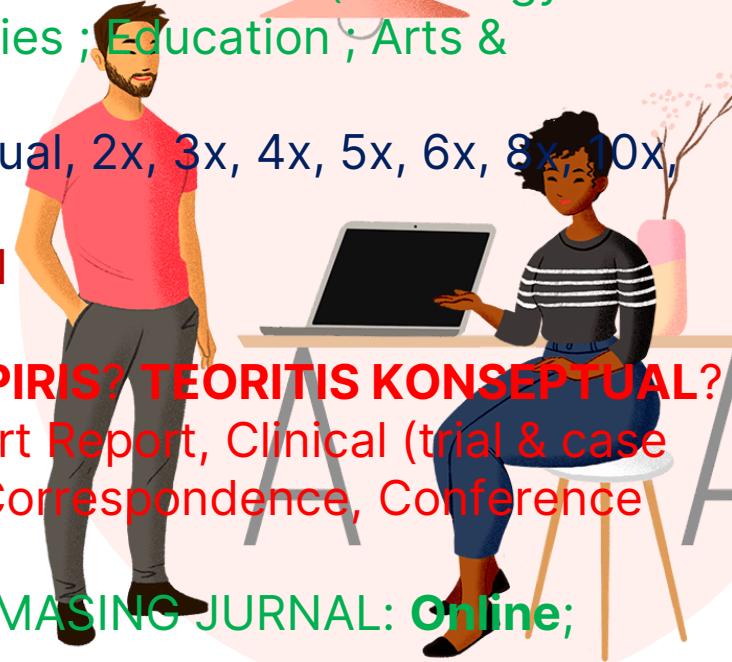 ies ; Education ; Arts &
ual, 2x, 3x, 4x, 5x, 6x, 8x, 10x,
PIRIS? TEORITIS KONSEPTUAL?
rt Report, Clinical (trial & case
Correspondence, Conference
MASING JURNAL: Online;